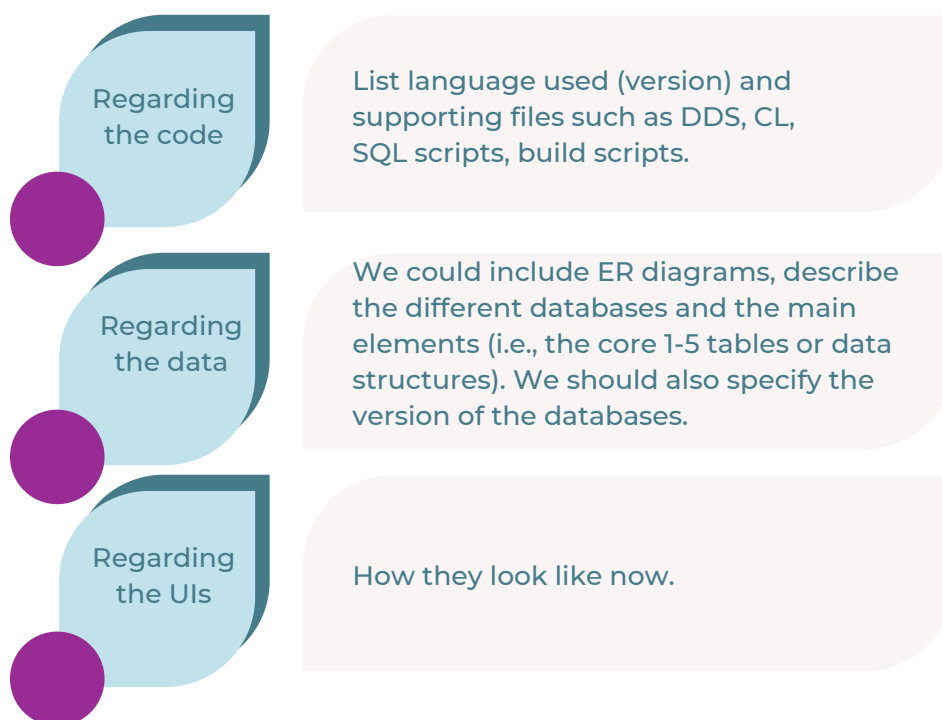 Regarding
the code
List language used (version) and
supporting files such as DDS, CL,
SQL scripts, build scripts.
Regarding
the data
We could include ER diagrams, describe
the different databases and the main
elements (i.e., the core 1-5 tables or data
structures). We should also specify the
version of the databases.
Regarding
the UIs
How they look like now.